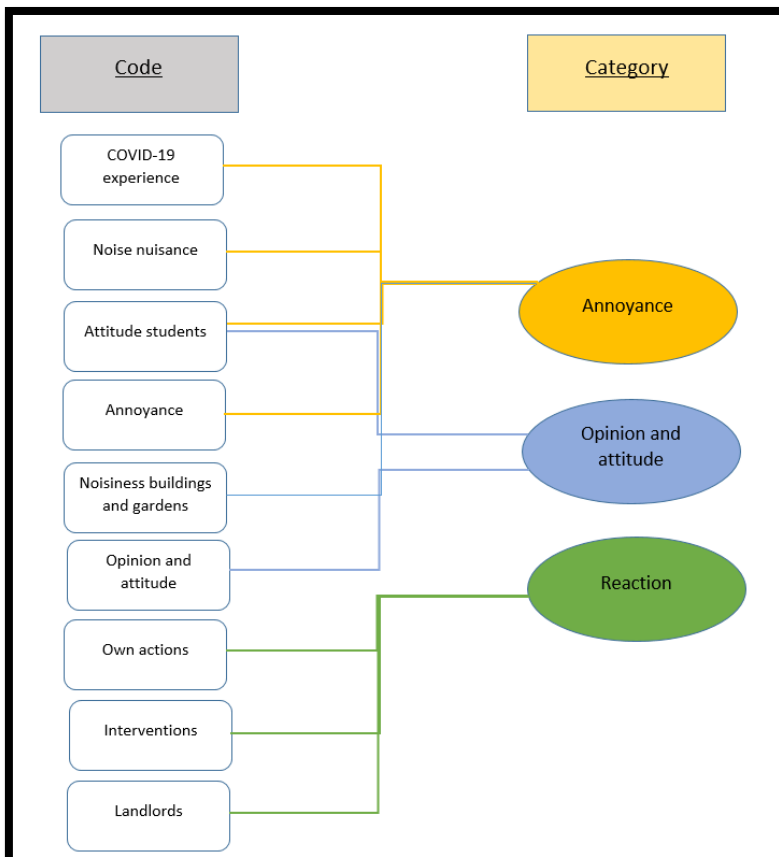 Code
Category
COVID-19
experience
Noise nuisance
Attitude students
Annoyance
Noisiness buildings
and gardens
Opinion and
attitude
Own actions
Interventions
Landlords
Annoyance
Opinion and
attitude
Reaction